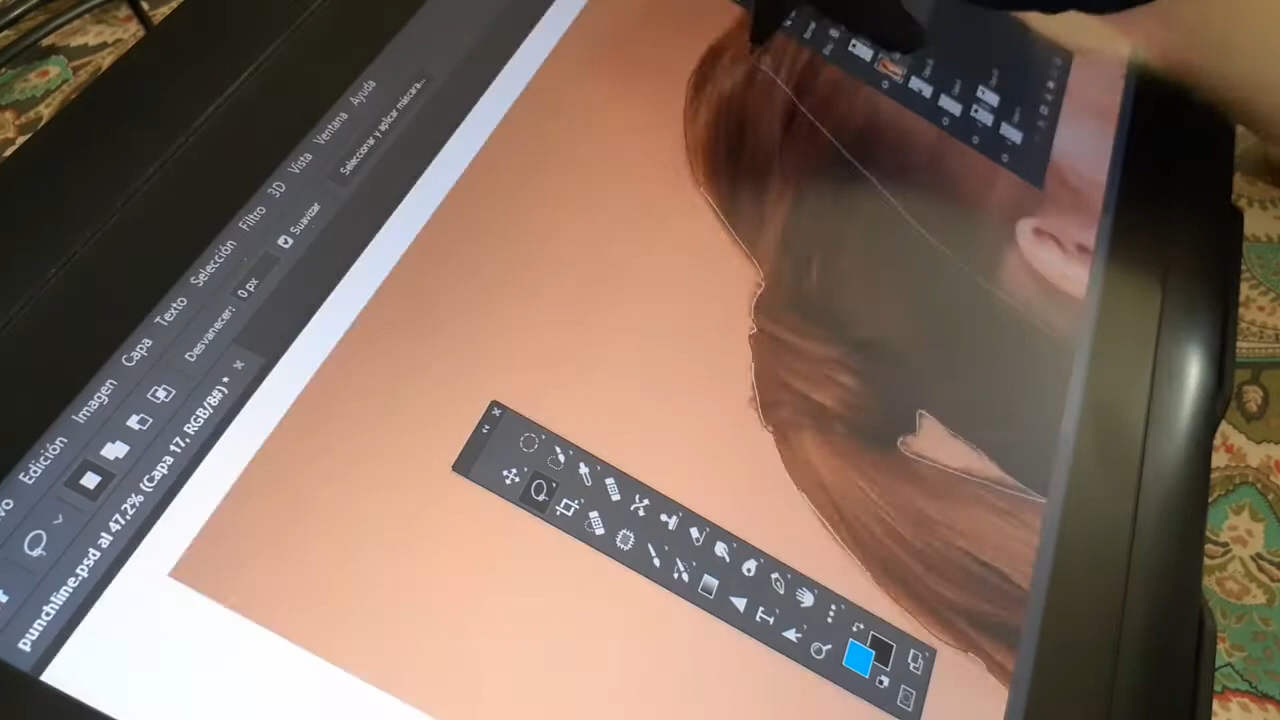 Edición Imagen Capa Texto Selección Filtro 3D Vista Ventana Ayuda
Desvanecer: 0 px Suavizar Seleccionar y aplicar máscara...
punchline.psd al 47,2% (Capa 17, RGB/8#) *